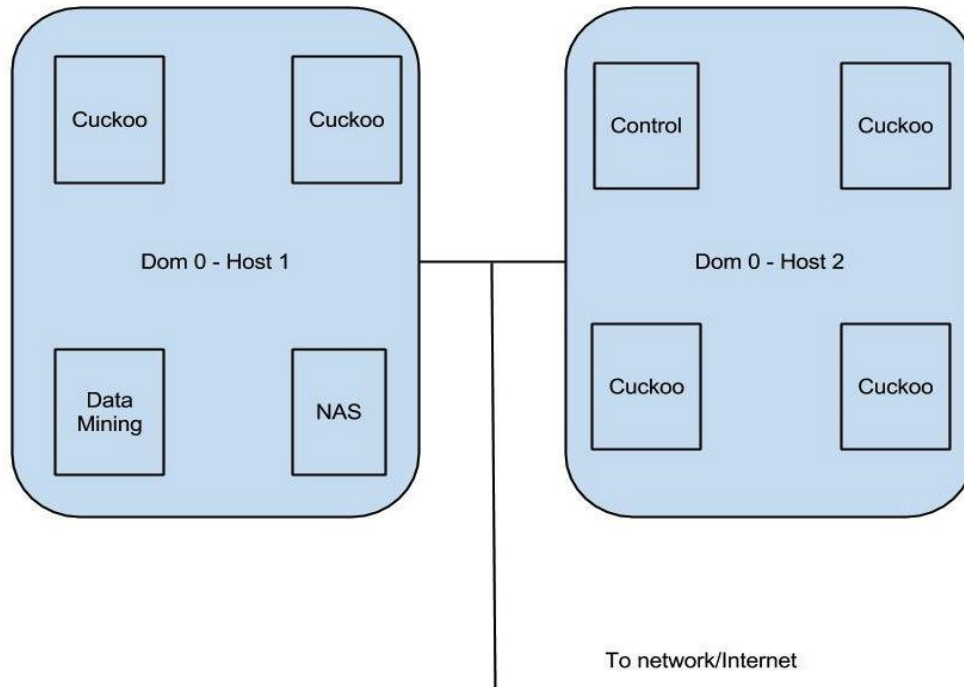 Cuckoo
Cuckoo
Dom 0 - Host 1
Data
Mining
NAS
Control
Cuckoo
Dom 0 - Host 2
Cuckoo
Cuckoo
To network/Internet